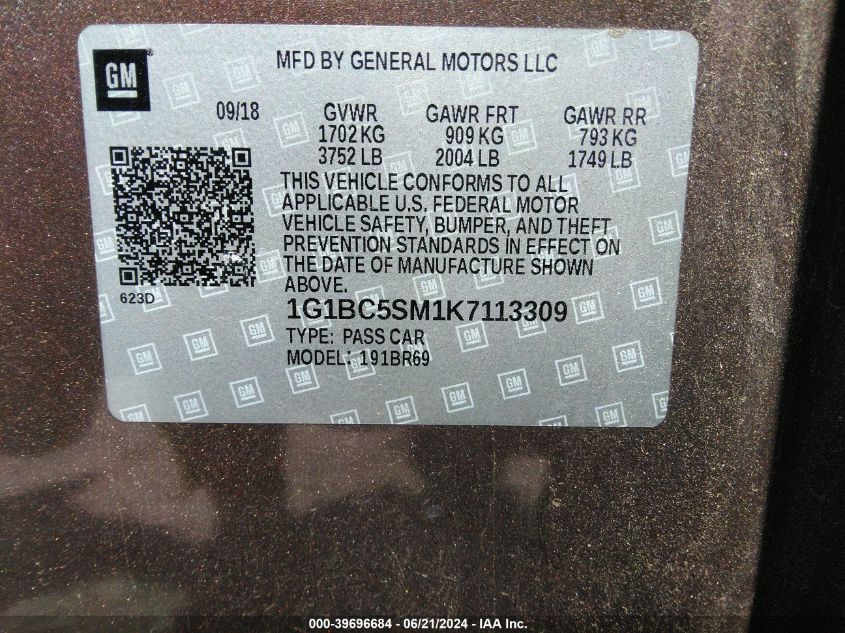 GM
MFD BY GENERAL MOTORS LLC
09/18 GVWR GAWR FRT GAWR RR
1702 KG 909 KG 793 KG
3752 LB 2004 LB 1749 LB
THIS VEHICLE CONFORMS TO ALL
APPLICABLE U.S. FEDERAL MOTOR
VEHICLE SAFETY, BUMPER, AND THEFT
PREVENTION STANDARDS IN EFFECT ON
THE DATE OF MANUFACTURE SHOWN
ABOVE.
623D
1G1BC5SM1K7113309
TYPE: PASS CAR
MODEL: 191BR69
000-39696684 / 06/21/2024 - IAA Inc.